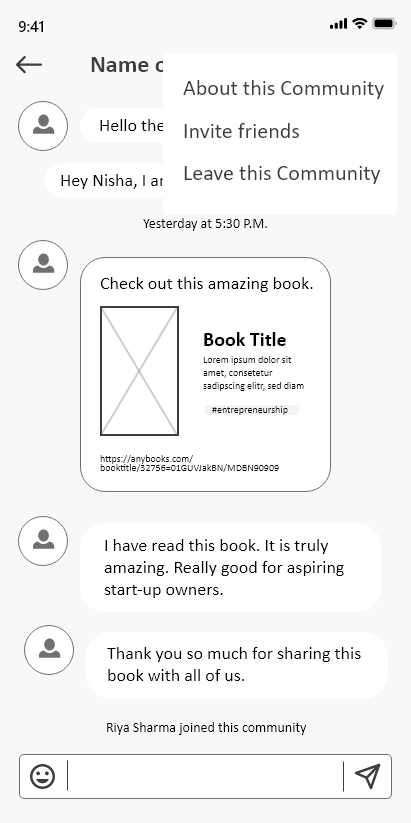 9:41
Name
About this Community
Hello the
Invite friends
Hey Nisha, I
Leave this Community
Yesterday at 5:30 P.M.
Check out this amazing book.
Book Title
Lorem ipsum dolor sit
amet, consetetur
sadipscing elitr, sed diam
#entrepreneurship
https://anybooks.com/
booktitle/32756=01GUVJakBN/MDBN90909
I have read this book. It is truly
amazing. Really good for aspiring
start-up owners.
Thank you so much for sharing this
book with all of us.
Riya Sharma joined this community